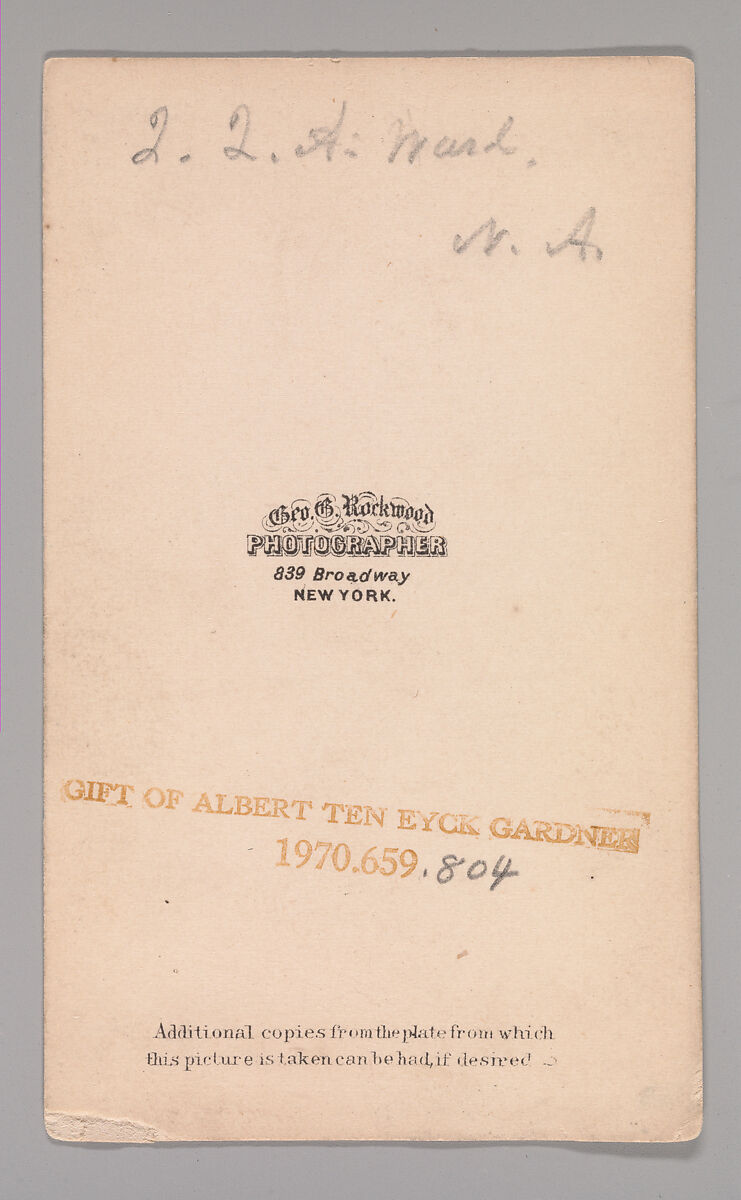 J. Q. A. Ward.
N. A.
Geo. G. Rockwood
PHOTOGRAPHER
839 Broadway
NEW YORK.
GIFT OF ALBERT TEN EYCK GARDNER
1970.659.804
Additional copies from the plate from which
this picture is taken can be had, if desired